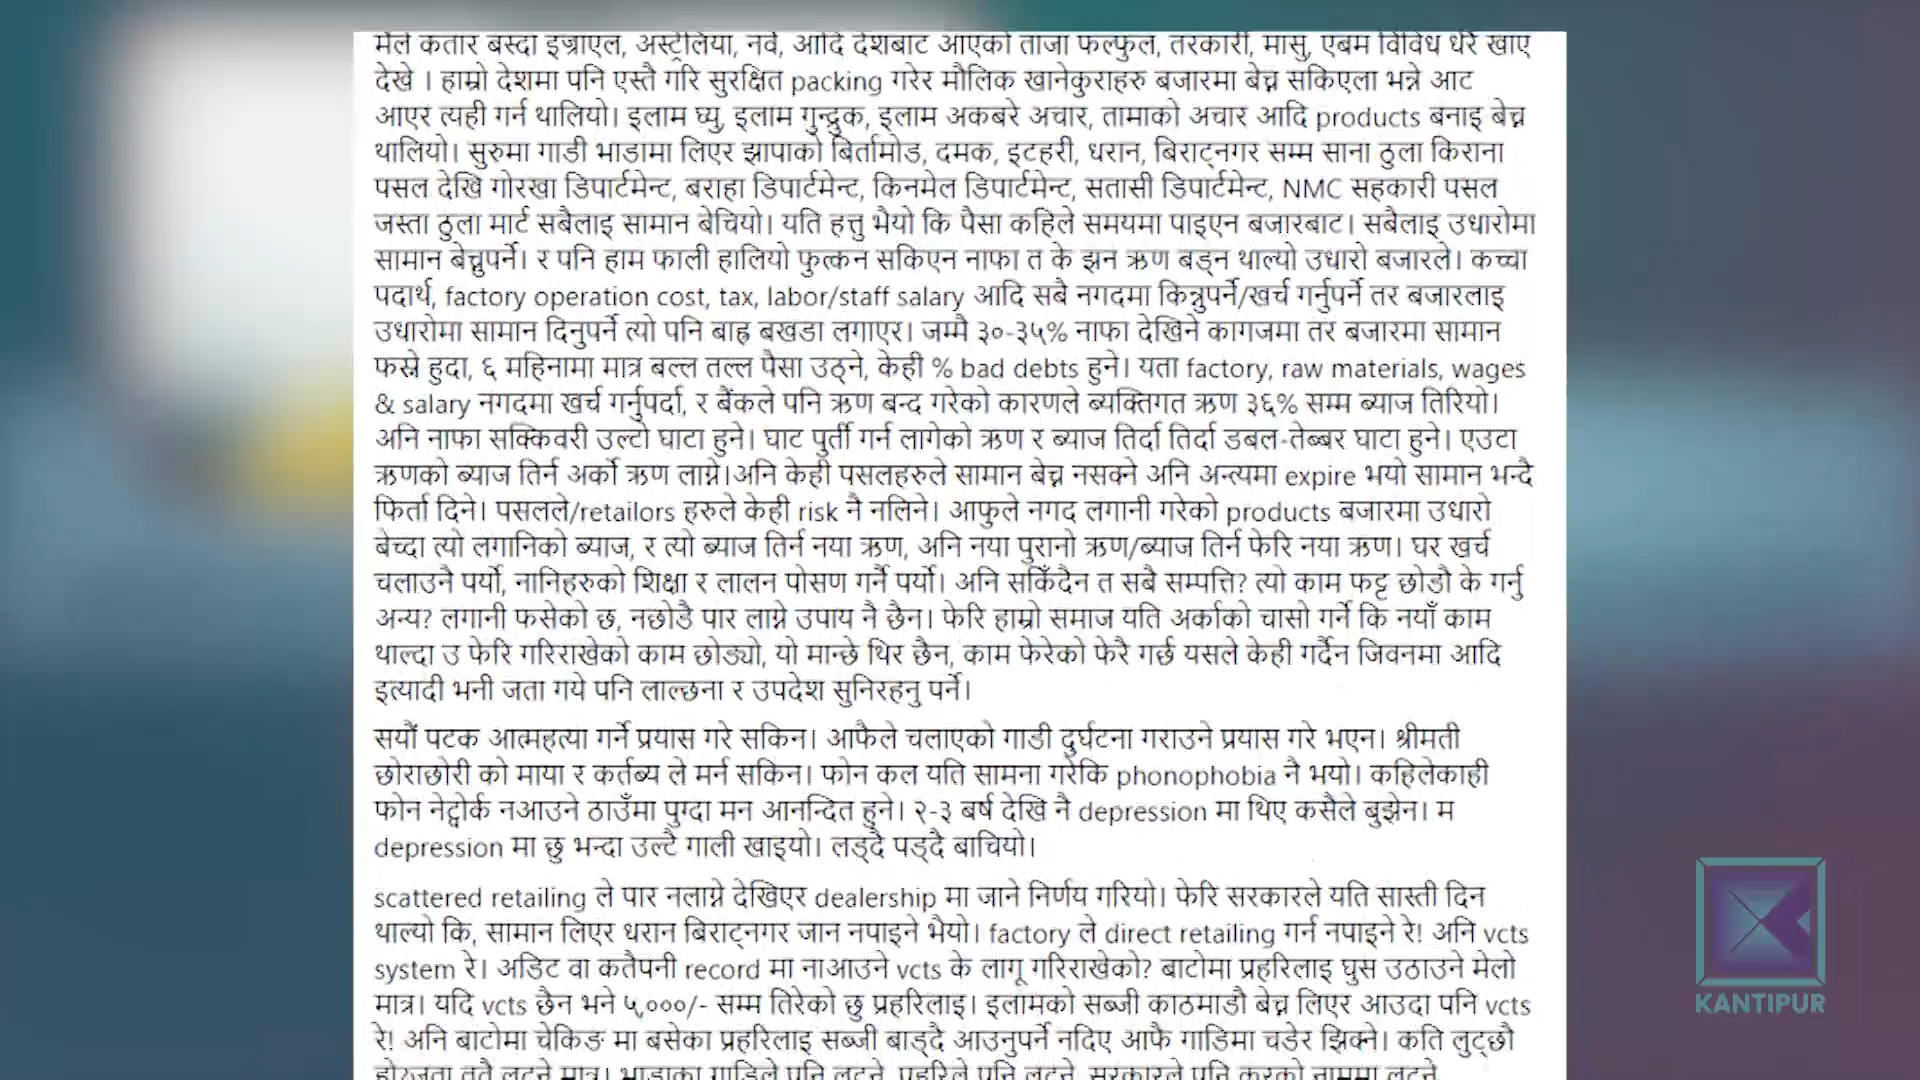 मैले कतार बस्दा इज्राएल, अस्ट्रेलिया, नर्वे, आदि देशबाट आएको ताजा फल्फुल, तरकारी, मासु, एबम विविध धेरै खाए
देखे । हाम्रो देशमा पनि एस्तै गरि सुरक्षित packing गरेर मौलिक खानेकुराहरु बजारमा बेच्न सकिएला भन्ने आट
आएर त्यही गर्न थालियो। इलाम घ्यु, इलाम गुन्द्रुक, इलाम अकबरे अचार, तामाको अचार आदि products बनाइ बेच्न
थालियो। सुरुमा गाडी भाडामा लिएर झापाको बिर्तामोड, दमक, इटहरी, धरान, बिराट्नगर सम्म साना ठुला किराना
पसल देखि गोरखा डिपार्टमेन्ट, बराहा डिपार्टमेन्ट, किनमेल डिपार्टमेन्ट, सतासी डिपार्टमेन्ट, NMC सहकारी पसल
जस्ता ठुला मार्ट सबैलाइ सामान बेचियो। यति हत्तु भैयो कि पैसा कहिले समयमा पाइएन बजारबाट। सबैलाइ उधारोमा
सामान बेच्नुपर्ने। र पनि हाम फाली हालियो फुत्कन सकिएन नाफा त के झन ऋण बड्न थाल्यो उधारो बजारले। कच्चा
पदार्थ, factory operation cost, tax, labor/staff salary आदि सबै नगदमा किन्नुपर्ने/खर्च गर्नुपर्ने तर बजारलाइ
उधारोमा सामान दिनुपर्ने त्यो पनि बाह्र बखडा लगाएर। जम्मै ३०-३५% नाफा देखिने कागजमा तर बजारमा सामान
फस्ने हुदा, ६ महिनामा मात्र बल्ल तल्ल पैसा उठ्ने, केही % bad debts हुने। यता factory, raw materials, wages
& salary नगदमा खर्च गर्नुपर्दा, र बैंकले पनि ऋण बन्द गरेको कारणले ब्यक्तिगत ऋण ३६% सम्म ब्याज तिरियो।
अनि नाफा सक्किवरी उल्टो घाटा हुने। घाट पुर्ती गर्न लागेको ऋण र ब्याज तिर्दा तिर्दा डबल-तेब्बर घाटा हुने। एउटा
ऋणको ब्याज तिर्न अर्को ऋण लाग्ने।अनि केही पसलहरुले सामान बेच्न नसक्ने अनि अन्त्यमा expire भयो सामान भन्दै
फिर्ता दिने। पसलले/retailors हरुले केही risk नै नलिने। आफुले नगद लगानी गरेको products बजारमा उधारो
बेच्दा त्यो लगानिको ब्याज, र त्यो ब्याज तिर्न नया ऋण, अनि नया पुरानो ऋण/ब्याज तिर्न फेरि नया ऋण। घर खर्च
चलाउनै पर्यो, नानिहरुको शिक्षा र लालन पोसण गर्नै पर्यो। अनि सकिँदैन त सबै सम्पत्ति? त्यो काम फट्ट छोडौ के गर्नु
अन्य? लगानी फसेको छ, नछोडै पार लाग्ने उपाय नै छैन। फेरि हाम्रो समाज यति अर्काको चासो गर्ने कि नयाँ काम
थाल्दा उ फेरि गरिराखेको काम छोड्यो, यो मान्छे थिर छैन, काम फेरेको फेरै गर्छ यसले केही गर्दैन जिवनमा आदि
इत्यादी भनी जता गये पनि लाल्छना र उपदेश सुनिरहनु पर्ने।
सयौं पटक आत्महत्या गर्ने प्रयास गरे सकिन। आफैले चलाएको गाडी दुर्घटना गराउने प्रयास गरे भएन। श्रीमती
छोराछोरी को माया र कर्तब्य ले मर्न सकिन। फोन कल यति सामना गरेकि phonophobia नै भयो। कहिलेकाही
फोन नेट्वोर्क नआउने ठाउँमा पुग्दा मन आनन्दित हुने। २-३ बर्ष देखि नै depression मा थिए कसैले बुझेन। म
depression मा छु भन्दा उल्टै गाली खाइयो। लड्दै पड्दै बाचियो।
scattered retailing ले पार नलाग्ने देखिएर dealership मा जाने निर्णय गरियो। फेरि सरकारले यति सास्ती दिन
थाल्यो कि, सामान लिएर धरान बिराट्नगर जान नपाइने भैयो। factory ले direct retailing गर्न नपाइने रे! अनि vcts
system रे। अडिट वा कतैपनी record मा नाआउने vcts के लागू गरिराखेको? बाटोमा प्रहरिलाइ घुस उठाउने मेलो
मात्र। यदि vcts छैन भने ५,०००/- सम्म तिरेको छु प्रहरिलाइ। इलामको सब्जी काठमाडौ बेच्न लिएर आउदा पनि vcts
रे! अनि बाटोमा चेकिङ मा बसेका प्रहरिलाइ सब्जी बाड्दै आउनुपर्ने नदिए आफै गाडिमा चडेर झिक्ने। कति लुट्छौ
लुट्ने मात्र। भाडाका गाडिले पनि लुट्ने, प्रहरिले पनि लुट्ने, सरकारले पनि करको नाममा लुट्ने
KANTIPUR